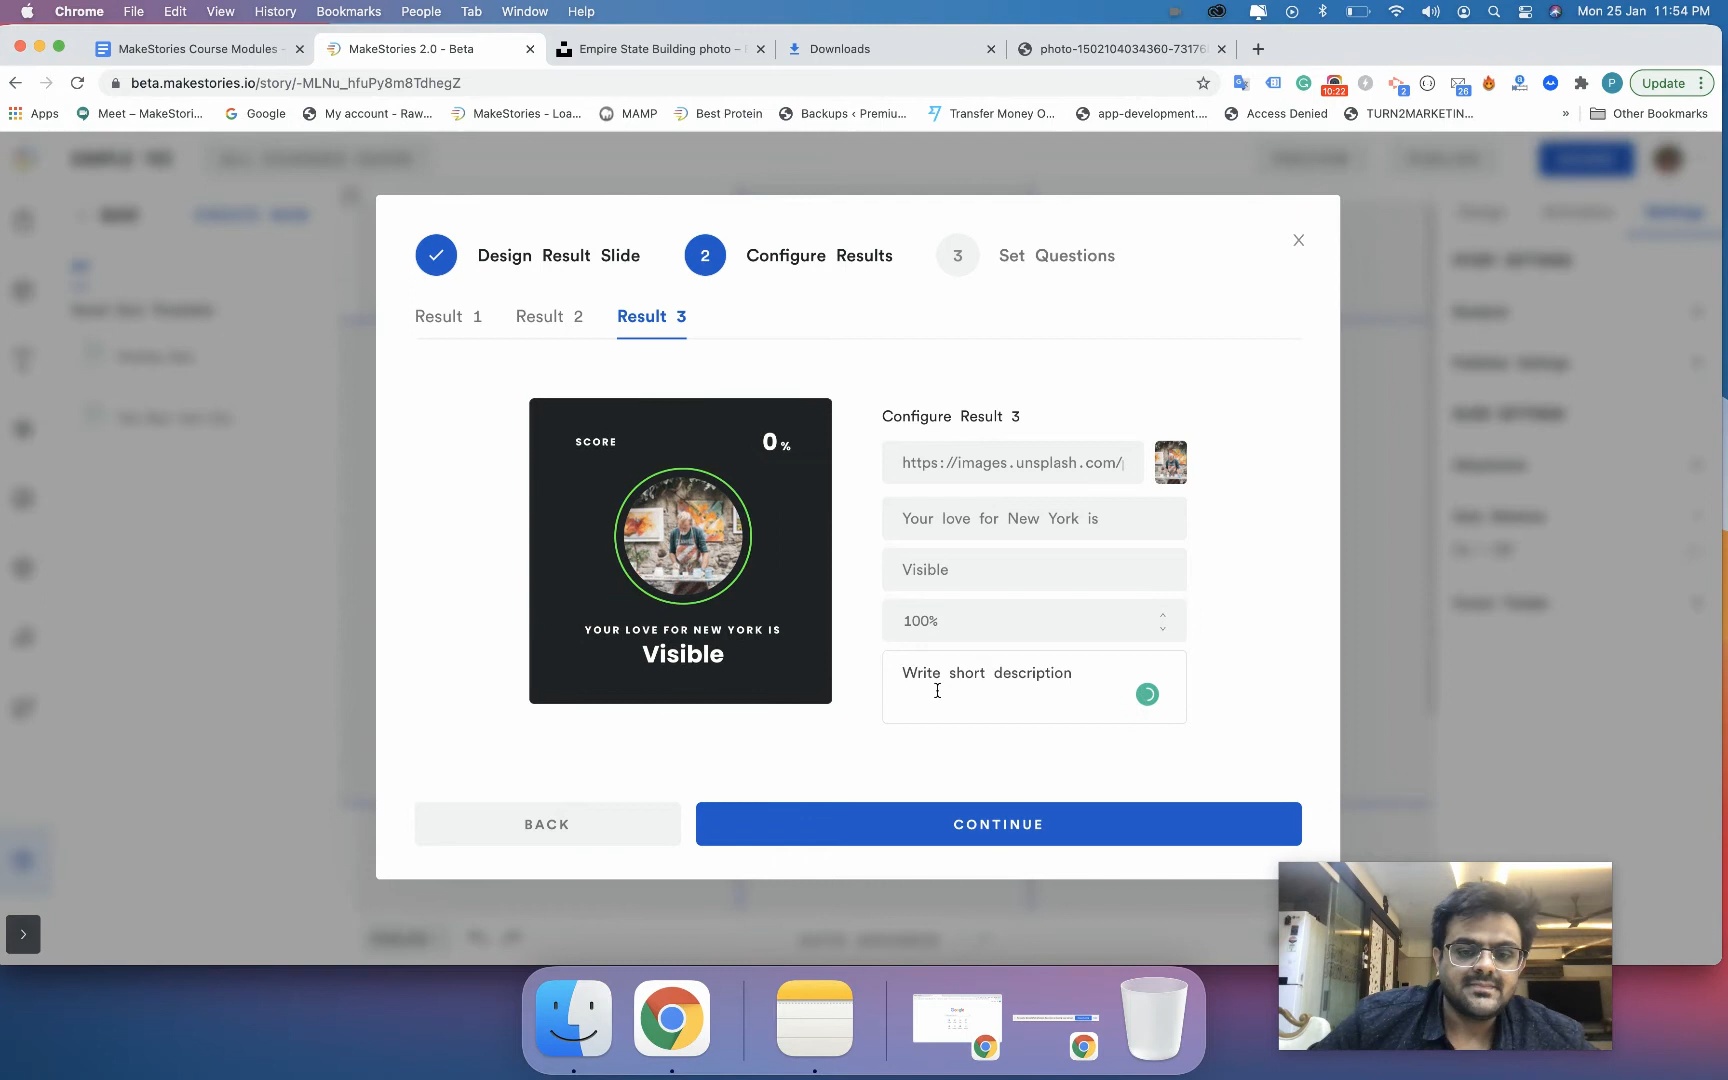 Chrome File Edit View History Bookmarks People Tab Window Help Mon 25 Jan 11:54 PM
MakeStories Course Modules - MakeStories 2.0 - Beta Empire State Building photo – Downloads photo-1502104034360-73176
beta.makestories.io/story/-MLNu_hfuPy8m8TdhegZ 10:22 2 26 P Update
Apps Meet – MakeStori... Google My account - Raw... MakeStories - Loa... MAMP Best Protein Backups ‹ Premiu... Transfer Money O... app-development.... Access Denied TURN2MARKETIN... » Other Bookmarks
Design Result Slide 2 Configure Results 3 Set Questions
Result 1 Result 2 Result 3
SCORE 0 %
YOUR LOVE FOR NEW YORK IS
Visible
Configure Result 3
https://images.unsplash.com/
Your love for New York is
Visible
100%
Write short description
BACK CONTINUE